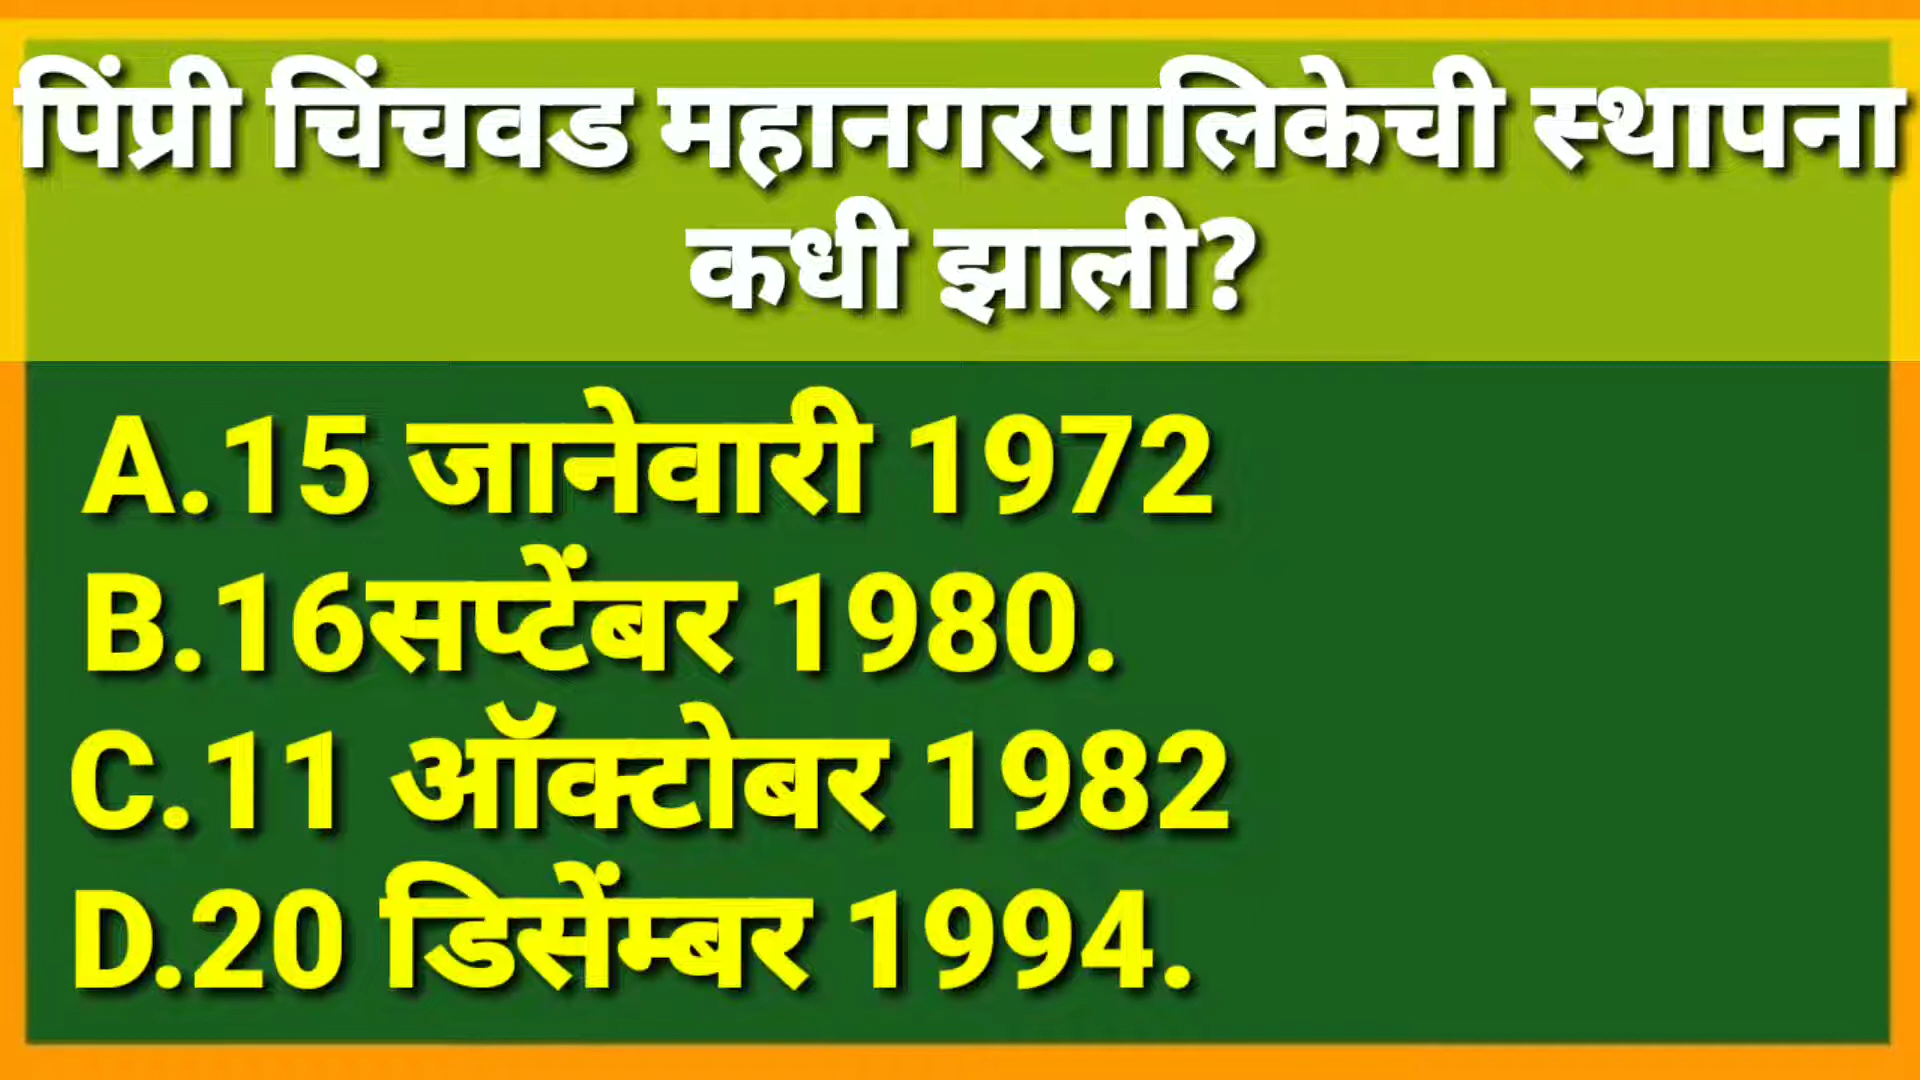 पिंप्री चिंचवड महानगरपालिकेची स्थापना
कधी झाली?
A.15 जानेवारी 1972
B.16सप्टेंबर 1980.
C.11 ऑक्टोबर 1982
D.20 डिसेंम्बर 1994.